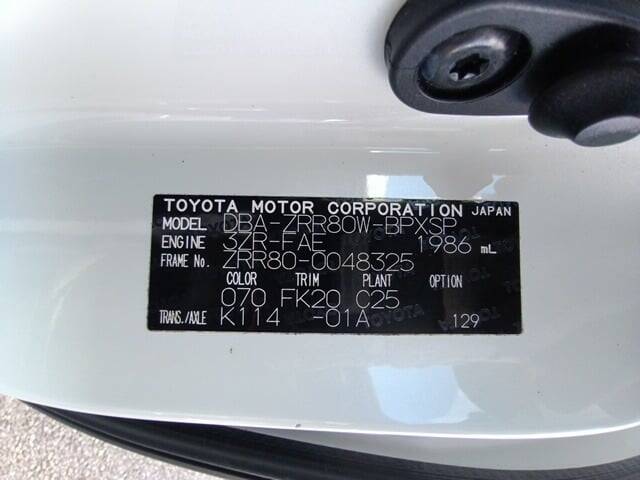 TOYOTA MOTOR CORPORATION JAPAN
MODEL DBA-ZRR80W-BPXSP
ENGINE 3ZR-FAE 1986 mL
FRAME No. ZRR80-0048325
COLOR TRIM PLANT OPTION
070 FK20 C25
TRANS./AXLE K114 -01A 129